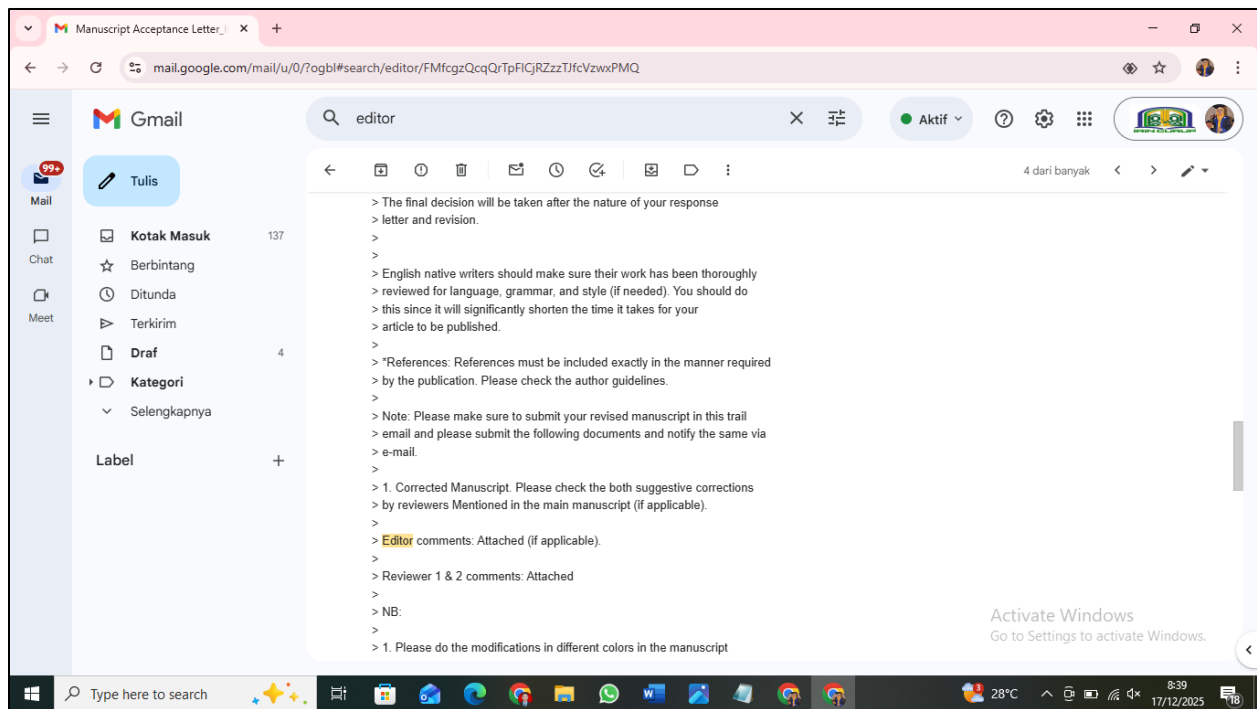 Manuscript Acceptance Letter_
mail.google.com/mail/u/0/?ogbl#search/editor/FMfcgzQcqQrTpFlCjRZzzTJfcVzwxPMQ
Gmail
editor
Aktif
IAIN CURUP
99+
Mail
Chat
Meet
Tulis
Kotak Masuk 137
Berbintang
Ditunda
Terkirim
Draf 4
Kategori
Selengkapnya
Label
4 dari banyak
> The final decision will be taken after the nature of your response
> letter and revision.
>
>
> English native writers should make sure their work has been thoroughly
> reviewed for language, grammar, and style (if needed). You should do
> this since it will significantly shorten the time it takes for your
> article to be published.
>
> *References: References must be included exactly in the manner required
> by the publication. Please check the author guidelines.
>
> Note: Please make sure to submit your revised manuscript in this trail
> email and please submit the following documents and notify the same via
> e-mail.
>
> 1. Corrected Manuscript. Please check the both suggestive corrections
> by reviewers Mentioned in the main manuscript (if applicable).
>
> Editor comments: Attached (if applicable).
>
> Reviewer 1 & 2 comments: Attached
>
> NB:
>
> 1. Please do the modifications in different colors in the manuscript
Activate Windows
Go to Settings to activate Windows.
Type here to search
28°C
8:39
17/12/2025
18